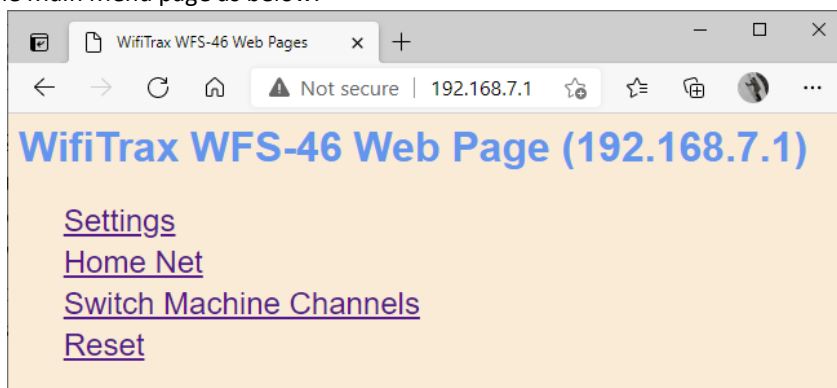 WifiTrax WFS-46 Web Pages
Not secure | 192.168.7.1
WifiTrax WFS-46 Web Page (192.168.7.1)
Settings
Home Net
Switch Machine Channels
Reset